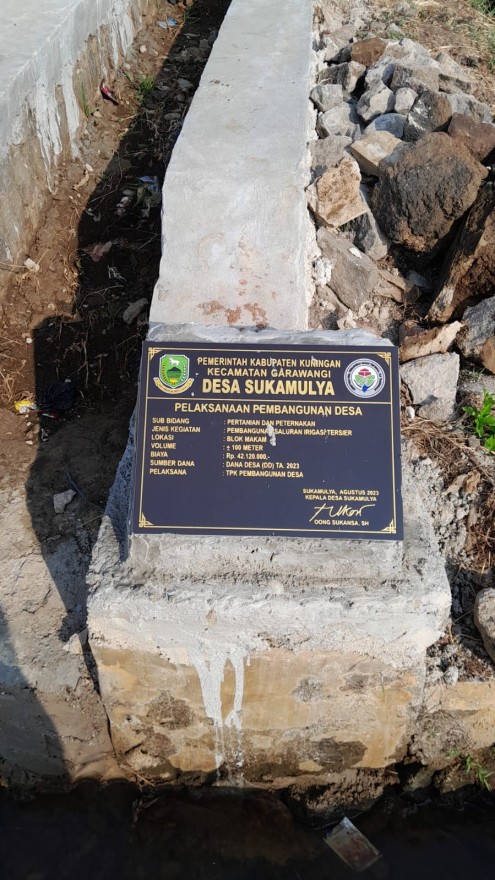 PEMERINTAH KABUPATEN KUNINGAN
KECAMATAN GARAWANGI
DESA SUKAMULYA
PELAKSANAAN PEMBANGUNAN DESA
SUB BIDANG : PERTANIAN DAN PETERNAKAN
JENIS KEGIATAN : PEMBANGUNAN SALURAN IRIGASI/TERSIER
LOKASI : BLOK MAKAM
VOLUME : ± 100 METER
BIAYA : Rp. 42.120.000,-
SUMBER DANA : DANA DESA (DD) TA. 2023
PELAKSANA : TPK PEMBANGUNAN DESA
SUKAMULYA, AGUSTUS 2023
KEPALA DESA SUKAMULYA
OONG SUKANSA, SH